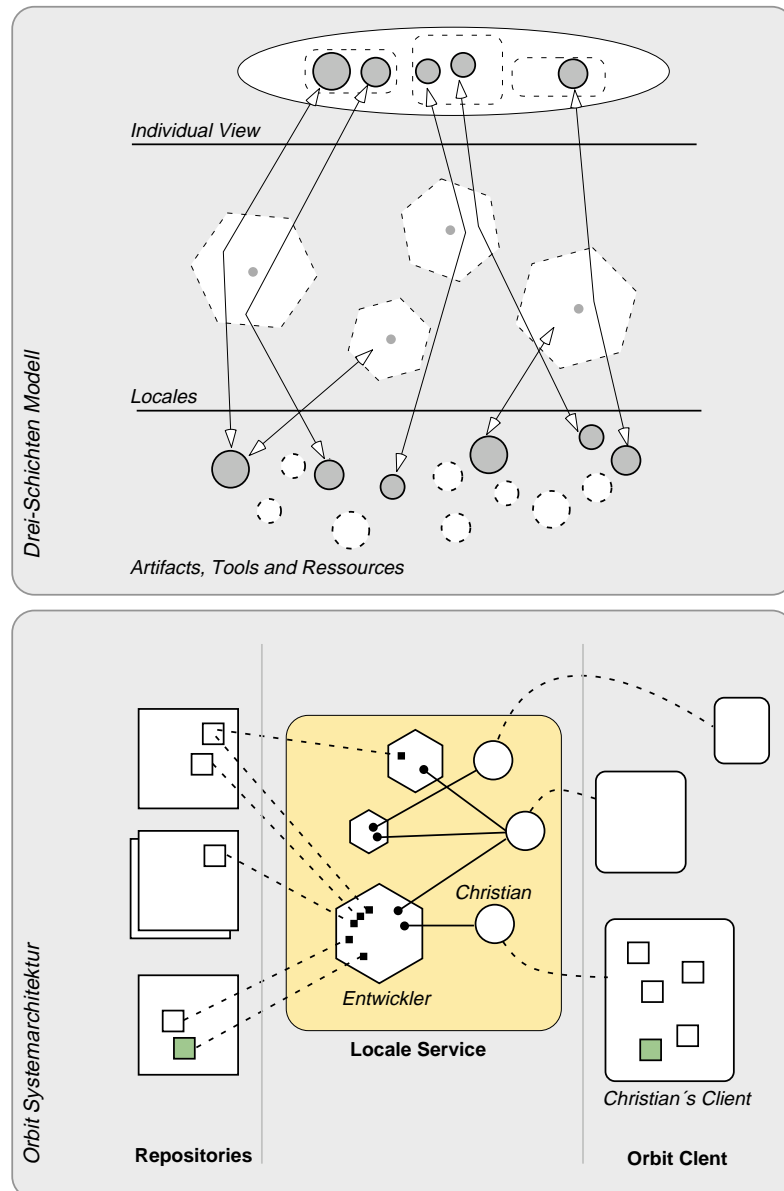 Individual View
Locales
Artifacts, Tools and Ressources
Drei-Schichten Modell
Christian
Entwickler
Locale Service
Christian´s Client
Repositories
Orbit Clent
Orbit Systemarchitektur